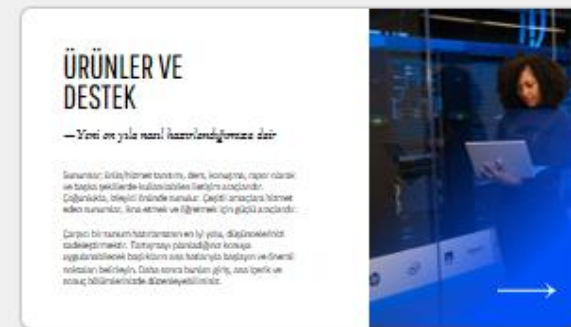 ÜRÜNLER VE
DESTEK
—Yeni on yıla nasıl hazırlandığımıza dair
Sunumlar; ürün/hizmet tanıtımı, ders, konuşma, rapor olarak
ve başka şekillerde kullanılabilen iletişim araçlarıdır.
Çoğunlukla, izleyici önünde sunulur. Çeşitli amaçlara hizmet
eden sunumlar, ikna etmek ve öğretmek için güçlü araçlardır.
Çarpıcı bir sunum hazırlamanın en iyi yolu, düşüncelerinizi
sadeleştirmektir. Tartışmayı planladığınız konuya
uygulanabilecek başlıkların ana hatlarıyla başlayın ve önemli
noktaları belirleyin. Daha sonra bunları giriş, ana içerik ve
sonuç bölümlerinizde düzenleyebilirsiniz.